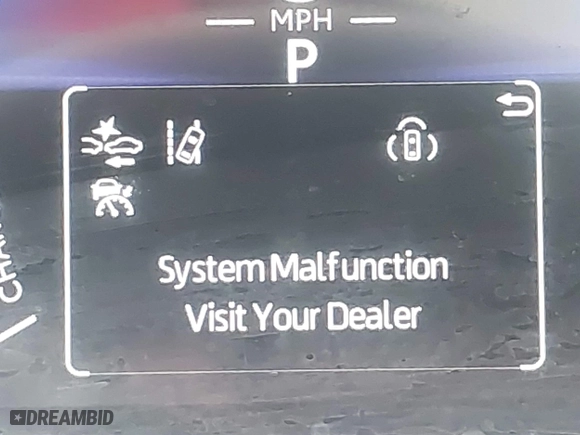 MPH
P
System Malfunction
Visit Your Dealer
DREAMBID